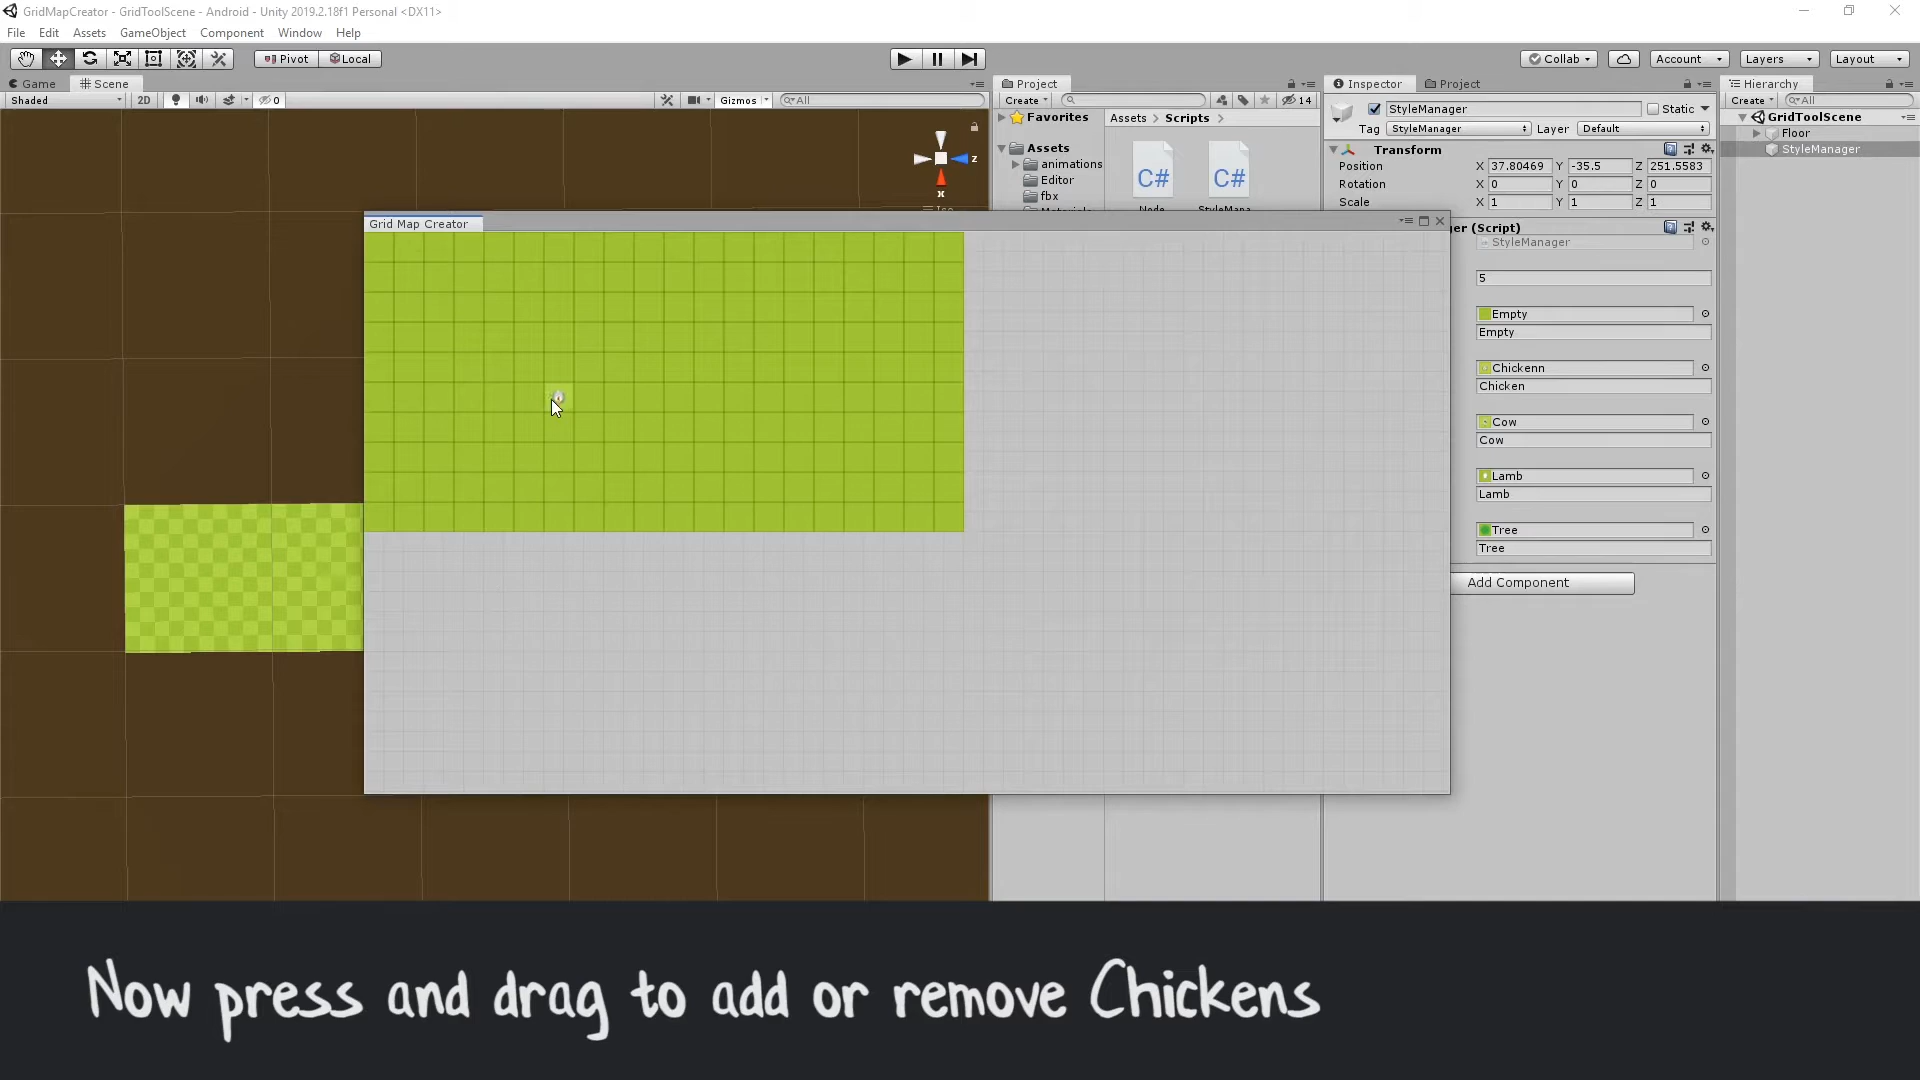 GridMapCreator - GridToolScene - Android - Unity 2019.2.18f1 Personal <DX11>
File Edit Assets GameObject Component Window Help
Pivot Local Collab Account Layers Layout
Game Scene
Shaded 2D 0 Gizmos All
z
x
Project
Create 14
Favorites
Assets
animations
Editor
fbx
Assets > Scripts
C# C#
Node
Inspector Project
StyleManager Static
Tag StyleManager Layer Default
Transform
Position X 37.80469 Y -35.5 Z 251.5583
Rotation X 0 Y 0 Z 0
Scale X 1 Y 1 Z 1
er (Script)
StyleManager
5
Empty
Empty
Chickenn
Chicken
Cow
Cow
Lamb
Lamb
Tree
Tree
Add Component
Hierarchy
Create All
GridToolScene
Floor
StyleManager
Grid Map Creator
Now press and drag to add or remove Chickens